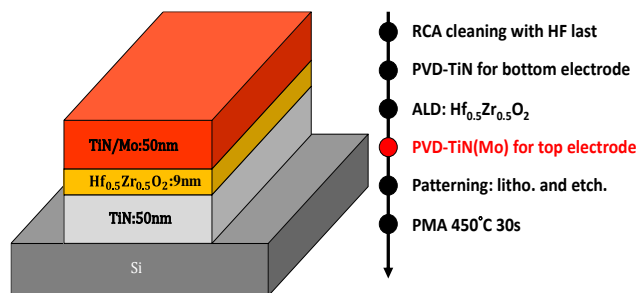 TiN/Mo:50nm
Hf0.5Zr0.5O2:9nm
TiN:50nm
Si
RCA cleaning with HF last
PVD-TiN for bottom electrode
ALD: Hf0.5Zr0.5O2
PVD-TiN(Mo) for top electrode
Patterning: litho. and etch.
PMA 450°C 30s